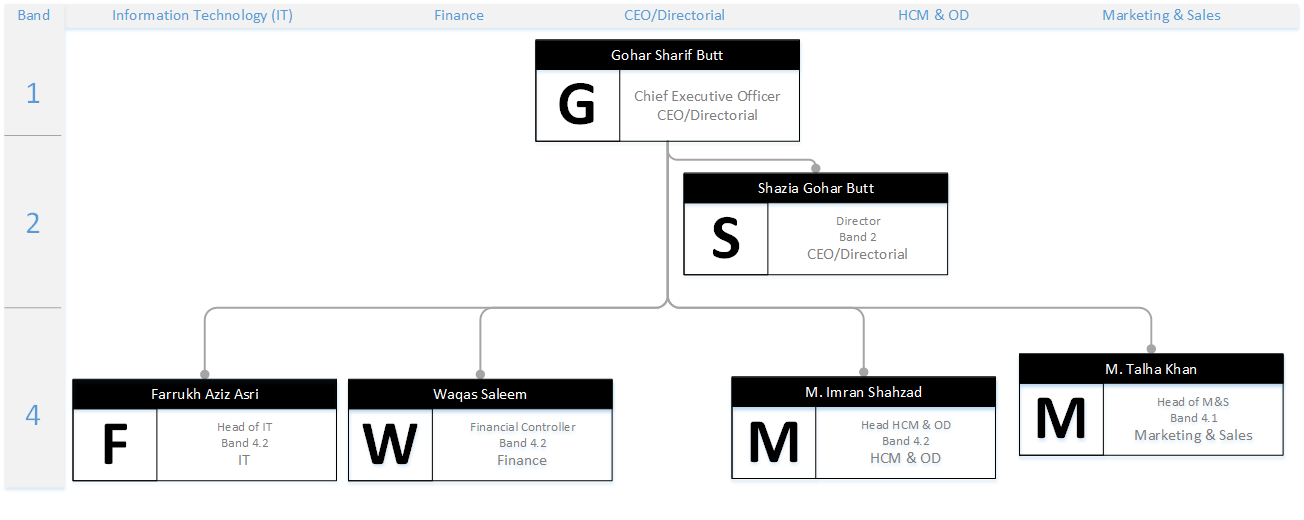 Band Information Technology (IT) Finance CEO/Directorial HCM & OD Marketing & Sales
1
Gohar Sharif Butt
G
Chief Executive Officer
CEO/Directorial
2
Shazia Gohar Butt
S
Director
Band 2
CEO/Directorial
4
Farrukh Aziz Asri
F
Head of IT
Band 4.2
IT
Waqas Saleem
W
Financial Controller
Band 4.2
Finance
M. Imran Shahzad
M
Head HCM & OD
Band 4.2
HCM & OD
M. Talha Khan
M
Head of M&S
Band 4.1
Marketing & Sales